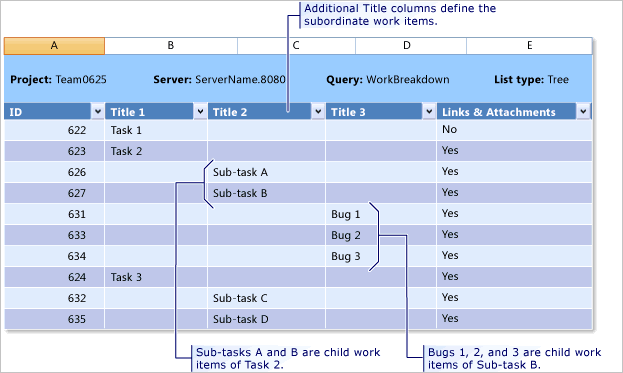 Additional Title columns define the
subordinate work items.
A B C D E
Project: Team0625 Server: ServerName.8080 Query: WorkBreakdown List type: Tree
ID Title 1 Title 2 Title 3 Links & Attachments
622 Task 1 No
623 Task 2 Yes
626 Sub-task A Yes
627 Sub-task B Yes
631 Bug 1 Yes
633 Bug 2 Yes
634 Bug 3 Yes
624 Task 3 Yes
632 Sub-task C Yes
635 Sub-task D Yes
Sub-tasks A and B are child work
items of Task 2.
Bugs 1, 2, and 3 are child work
items of Sub-task B.